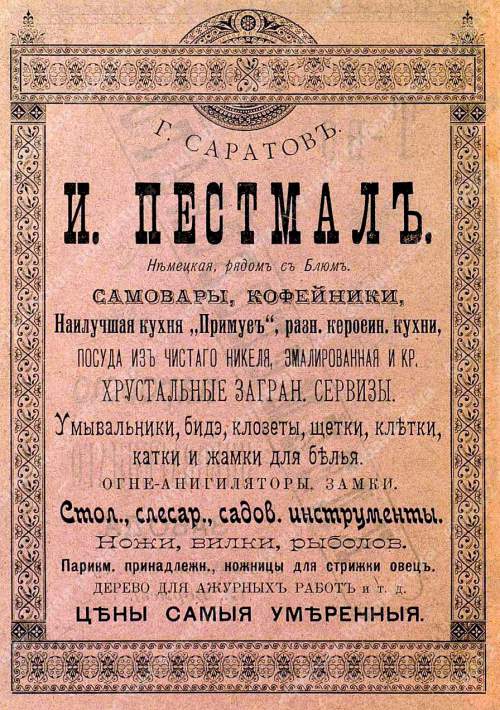 Г. САРАТОВЪ.
И. ПЕСТМАЛЪ.
Нѣмецкая, рядомъ съ Блюмъ.
САМОВАРЫ, КОФЕЙНИКИ,
Наилучшая кухня „Примусъ“, разн. керосин. кухни,
ПОСУДА ИЗЪ ЧИСТАГО НИКЕЛЯ, ЭМАЛИРОВАННАЯ И КР.
ХРУСТАЛЬНЫЕ ЗАГРАН. СЕРВИЗЫ.
Умывальники, бидэ, клозеты, щетки, клѣтки,
катки и жамки для бѣлья.
ОГНЕ-АНИГИЛЯТОРЫ, ЗАМКИ.
Стол., слесар., садов. инструменты.
Ножи, вилки, рыболов.
Парикм. принадлежн., ножницы для стрижки овецъ.
ДЕРЕВО ДЛЯ АЖУРНЫХЪ РАБОТЪ и т. д.
ЦѢНЫ САМЫЯ УМѢРЕННЫЯ.